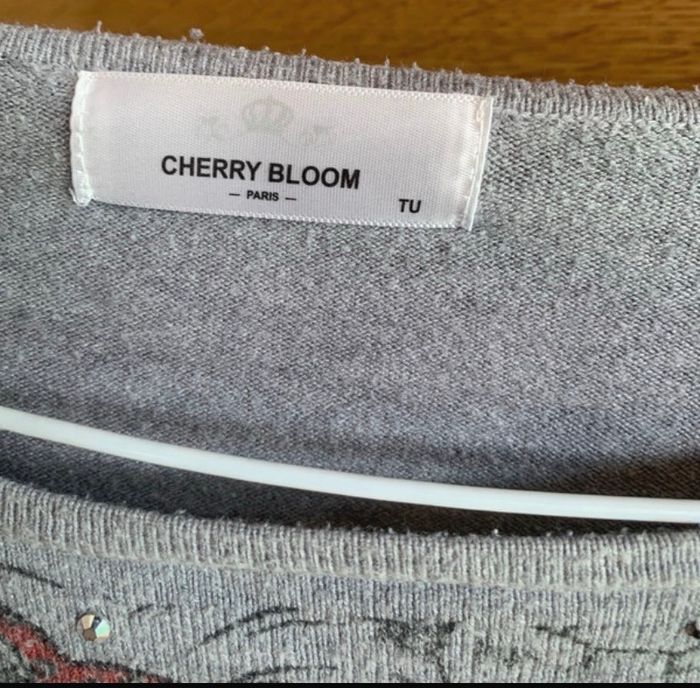 CHERRY BLOOM
— PARIS —
TU